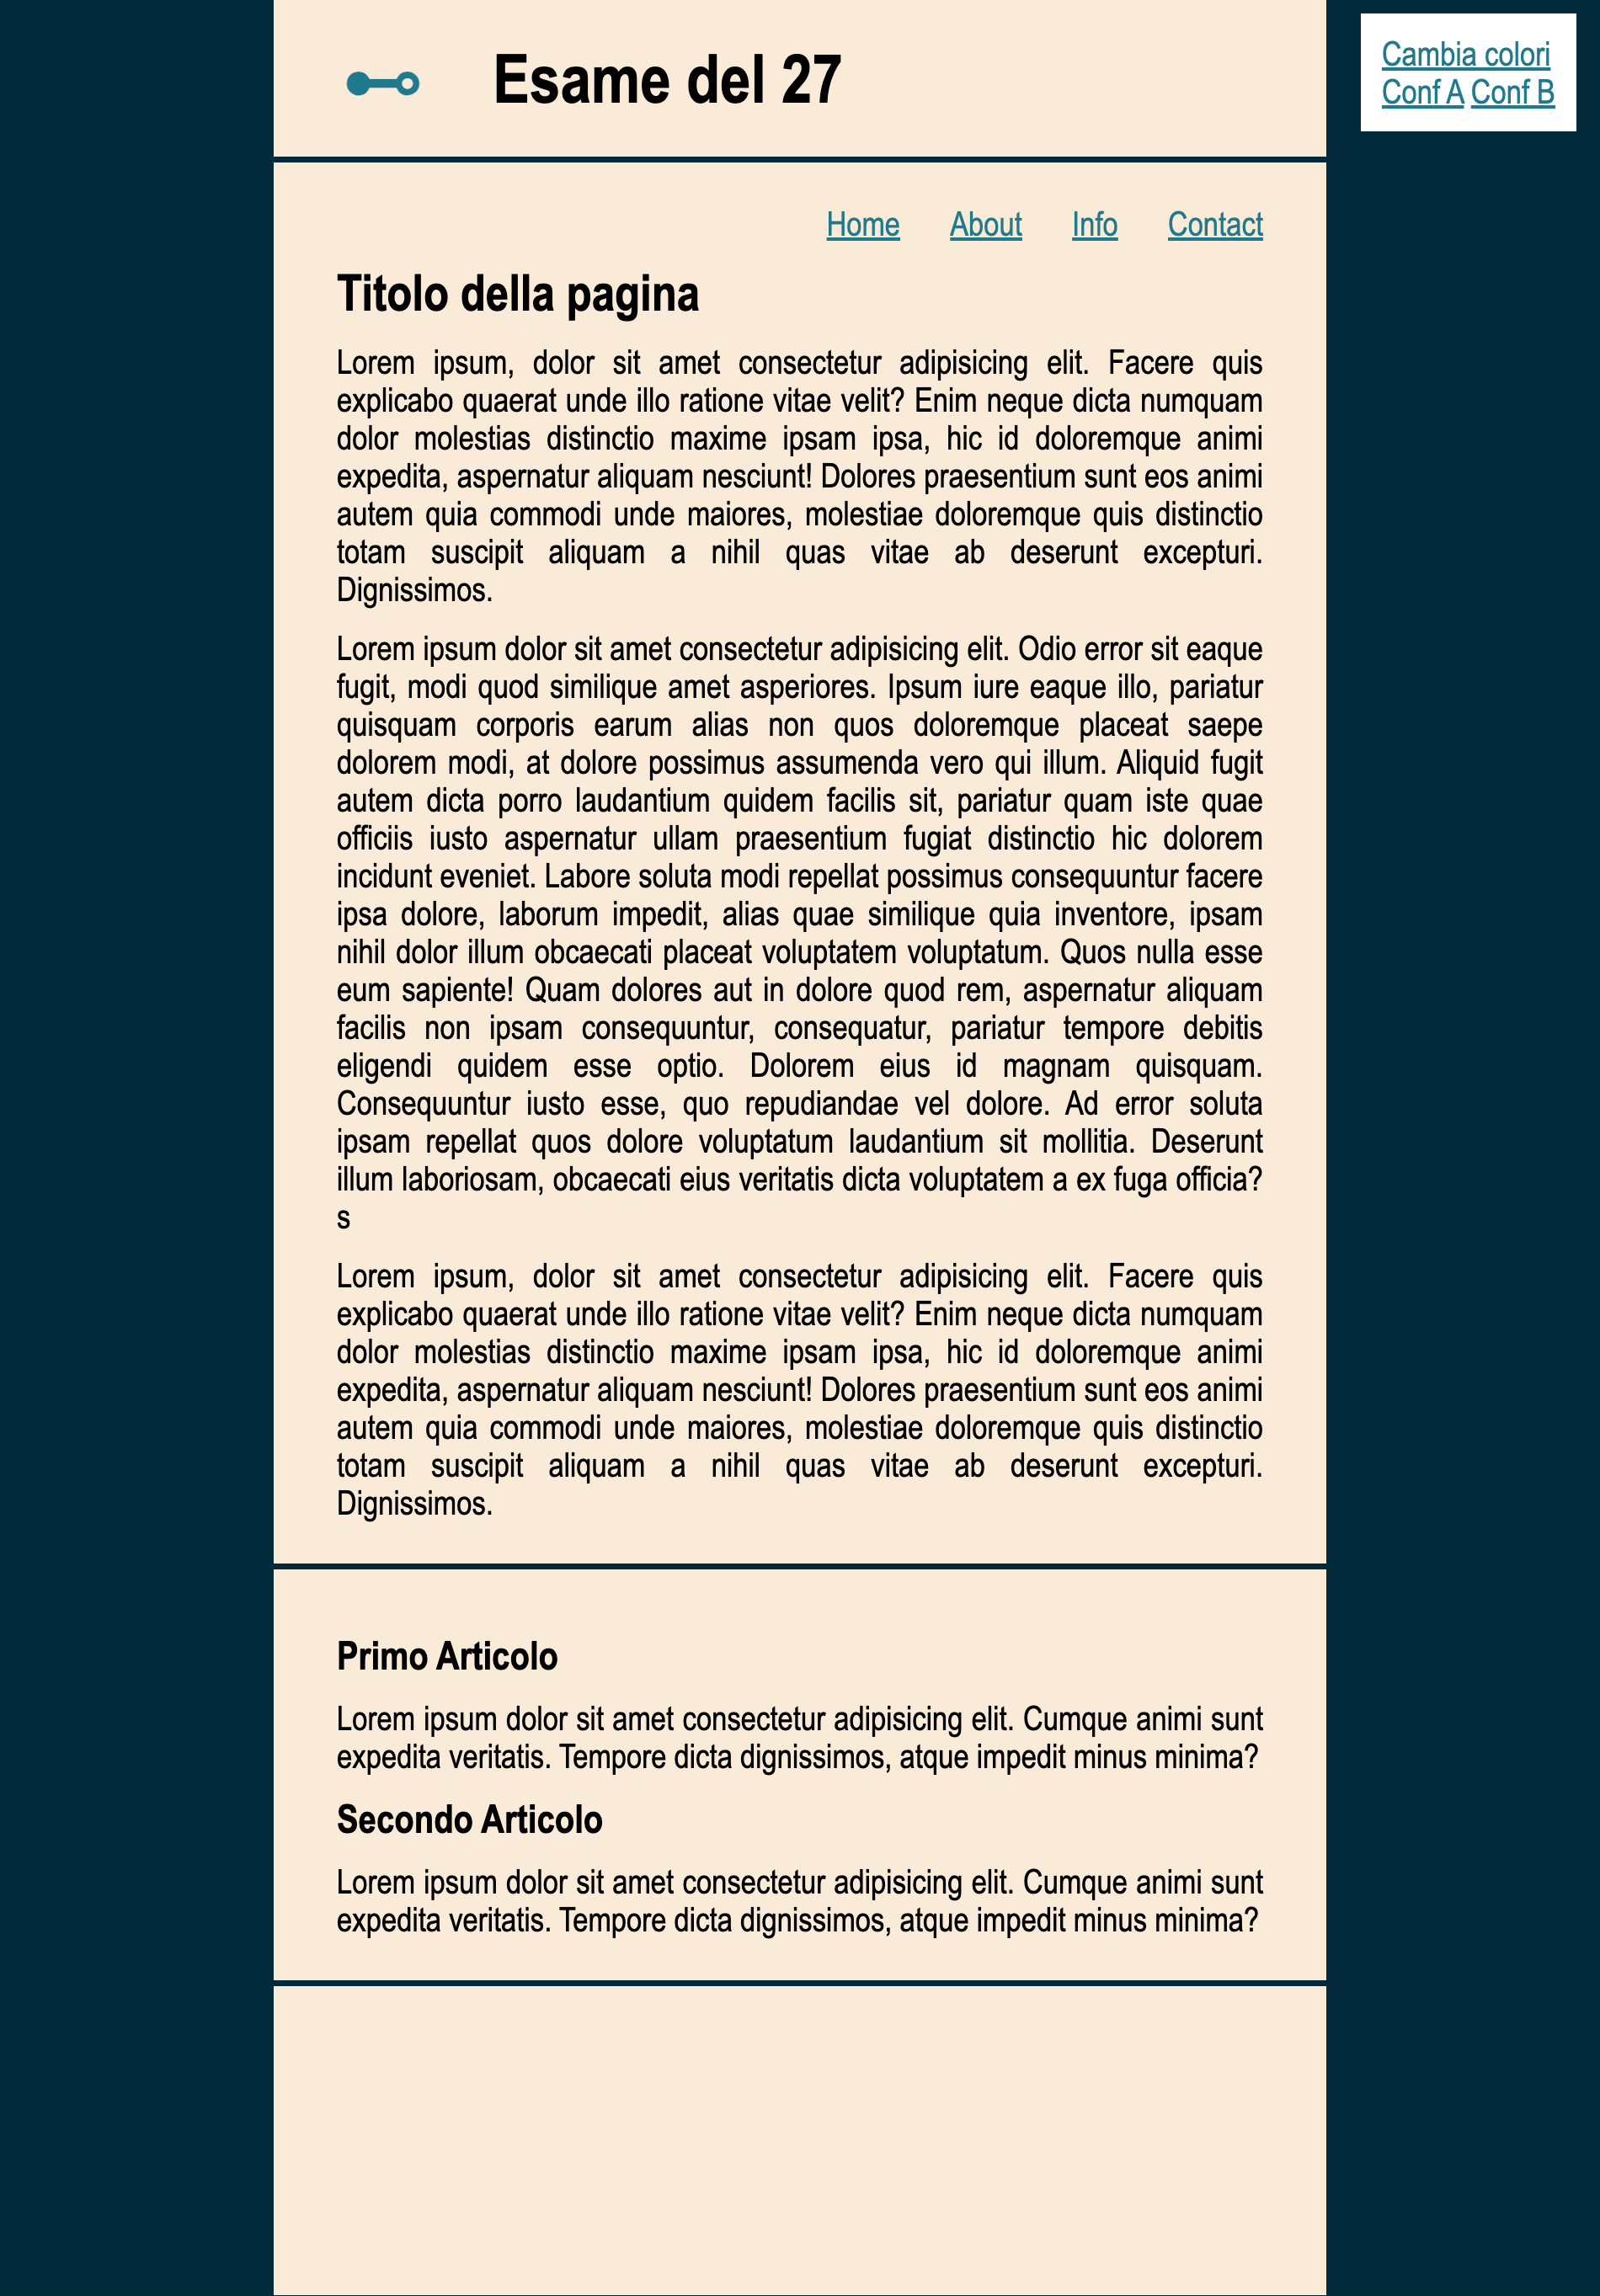 Esame del 27
Cambia colori
Conf A Conf B
Home About Info Contact
Titolo della pagina
Lorem ipsum, dolor sit amet consectetur adipisicing elit. Facere quis
explicabo quaerat unde illo ratione vitae velit? Enim neque dicta numquam
dolor molestias distinctio maxime ipsam ipsa, hic id doloremque animi
expedita, aspernatur aliquam nesciunt! Dolores praesentium sunt eos animi
autem quia commodi unde maiores, molestiae doloremque quis distinctio
totam suscipit aliquam a nihil quas vitae ab deserunt excepturi.
Dignissimos.
Lorem ipsum dolor sit amet consectetur adipisicing elit. Odio error sit eaque
fugit, modi quod similique amet asperiores. Ipsum iure eaque illo, pariatur
quisquam corporis earum alias non quos doloremque placeat saepe
dolorem modi, at dolore possimus assumenda vero qui illum. Aliquid fugit
autem dicta porro laudantium quidem facilis sit, pariatur quam iste quae
officiis iusto aspernatur ullam praesentium fugiat distinctio hic dolorem
incidunt eveniet. Labore soluta modi repellat possimus consequuntur facere
ipsa dolore, laborum impedit, alias quae similique quia inventore, ipsam
nihil dolor illum obcaecati placeat voluptatem voluptatum. Quos nulla esse
eum sapiente! Quam dolores aut in dolore quod rem, aspernatur aliquam
facilis non ipsam consequuntur, consequatur, pariatur tempore debitis
eligendi quidem esse optio. Dolorem eius id magnam quisquam.
Consequuntur iusto esse, quo repudiandae vel dolore. Ad error soluta
ipsam repellat quos dolore voluptatum laudantium sit mollitia. Deserunt
illum laboriosam, obcaecati eius veritatis dicta voluptatem a ex fuga officia?
s
Lorem ipsum, dolor sit amet consectetur adipisicing elit. Facere quis
explicabo quaerat unde illo ratione vitae velit? Enim neque dicta numquam
dolor molestias distinctio maxime ipsam ipsa, hic id doloremque animi
expedita, aspernatur aliquam nesciunt! Dolores praesentium sunt eos animi
autem quia commodi unde maiores, molestiae doloremque quis distinctio
totam suscipit aliquam a nihil quas vitae ab deserunt excepturi.
Dignissimos.
Primo Articolo
Lorem ipsum dolor sit amet consectetur adipisicing elit. Cumque animi sunt
expedita veritatis. Tempore dicta dignissimos, atque impedit minus minima?
Secondo Articolo
Lorem ipsum dolor sit amet consectetur adipisicing elit. Cumque animi sunt
expedita veritatis. Tempore dicta dignissimos, atque impedit minus minima?